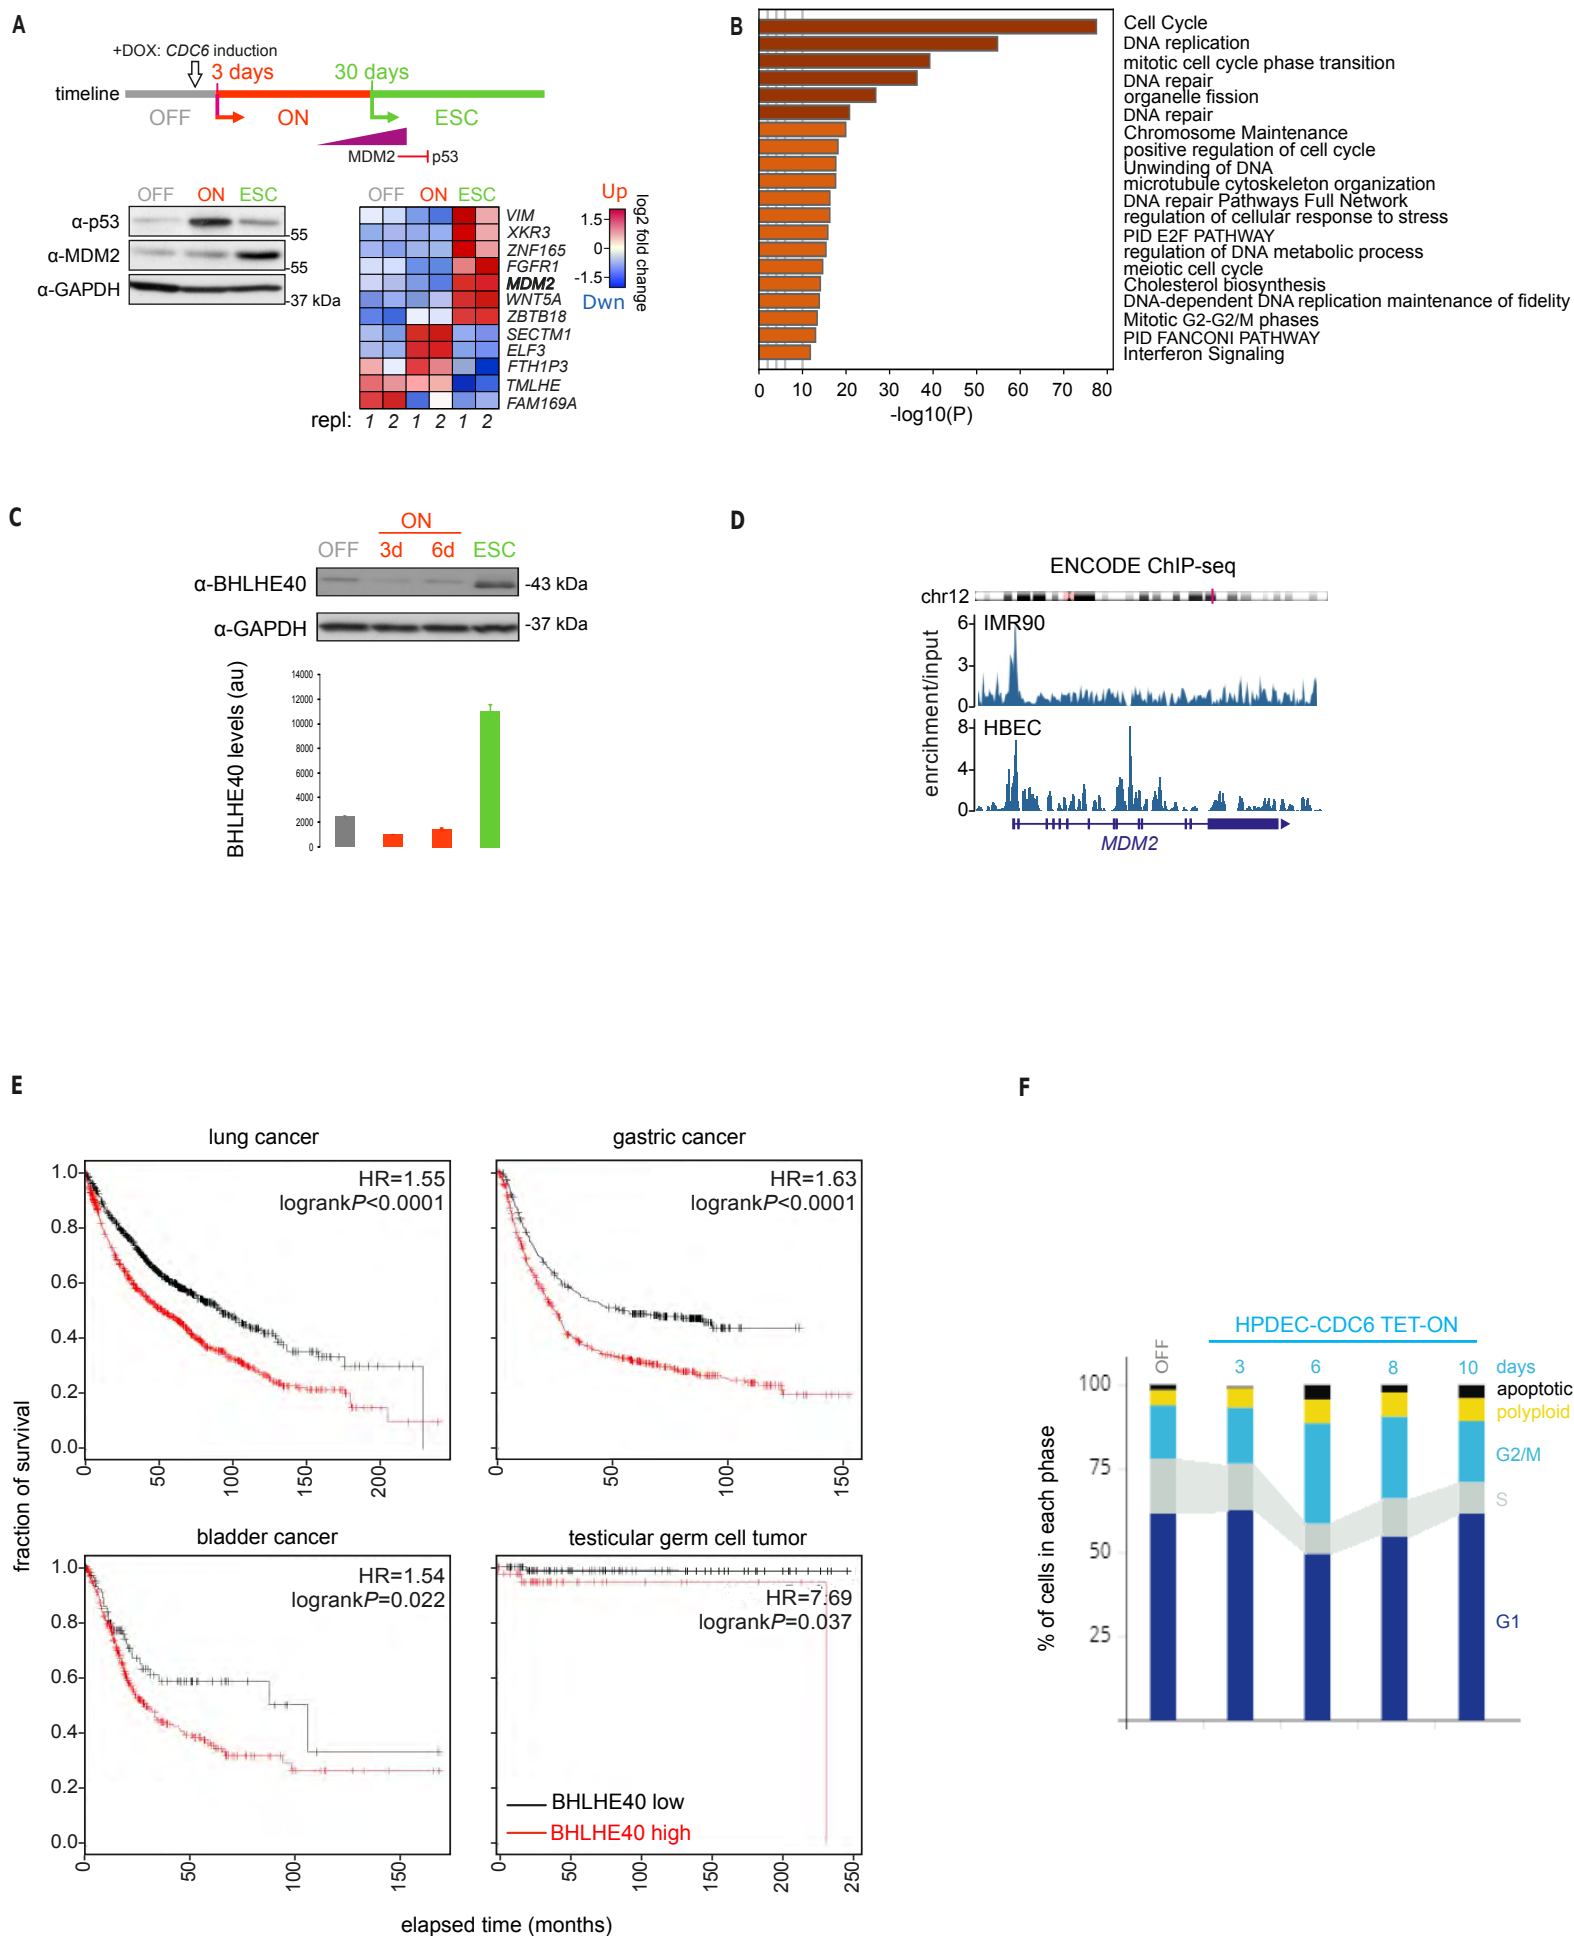 A
+DOX: CDC6 induction
3 days
30 days
timeline
OFF
ON
ESC
MDM2
p53
OFF
ON
ESC
α-p53
-55
α-MDM2
-55
α-GAPDH
-37 kDa
OFF
ON
ESC
VIM
XKR3
ZNF165
FGFR1
MDM2
WNT5A
ZBTB18
SECTM1
ELF3
FTH1P3
TMLHE
FAM169A
repl: 1 2 1 2 1 2
Up
1.5
0
-1.5
Dwn
log2 fold change
B
Cell Cycle
DNA replication
mitotic cell cycle phase transition
DNA repair
organelle fission
DNA repair
Chromosome Maintenance
positive regulation of cell cycle
Unwinding of DNA
microtubule cytoskeleton organization
DNA repair Pathways Full Network
regulation of cellular response to stress
PID E2F PATHWAY
regulation of DNA metabolic process
meiotic cell cycle
Cholesterol biosynthesis
DNA-dependent DNA replication maintenance of fidelity
Mitotic G2-G2/M phases
PID FANCONI PATHWAY
Interferon Signaling
0 10 20 30 40 50 60 70 80
-log10(P)
C
ON
OFF
3d
6d
ESC
α-BHLHE40
-43 kDa
α-GAPDH
-37 kDa
BHLHE40 levels (au)
14000
12000
10000
8000
6000
4000
2000
0
D
ENCODE ChIP-seq
chr12
enrcihment/input
IMR90
6
3
0
HBEC
8
4
0
MDM2
E
fraction of survival
lung cancer
HR=1.55
logrankP<0.0001
1.0
0.8
0.6
0.4
0.2
0.0
0 50 100 150 200
gastric cancer
HR=1.63
logrankP<0.0001
0 50 100 150
bladder cancer
HR=1.54
logrankP=0.022
1.0
0.8
0.6
0.4
0.2
0.0
0 50 100 150
testicular germ cell tumor
HR=7.69
logrankP=0.037
BHLHE40 low
BHLHE40 high
0 50 100 150 200 250
elapsed time (months)
F
HPDEC-CDC6 TET-ON
OFF
3 6 8 10 days
% of cells in each phase
100
75
50
25
apoptotic
polyploid
G2/M
S
G1